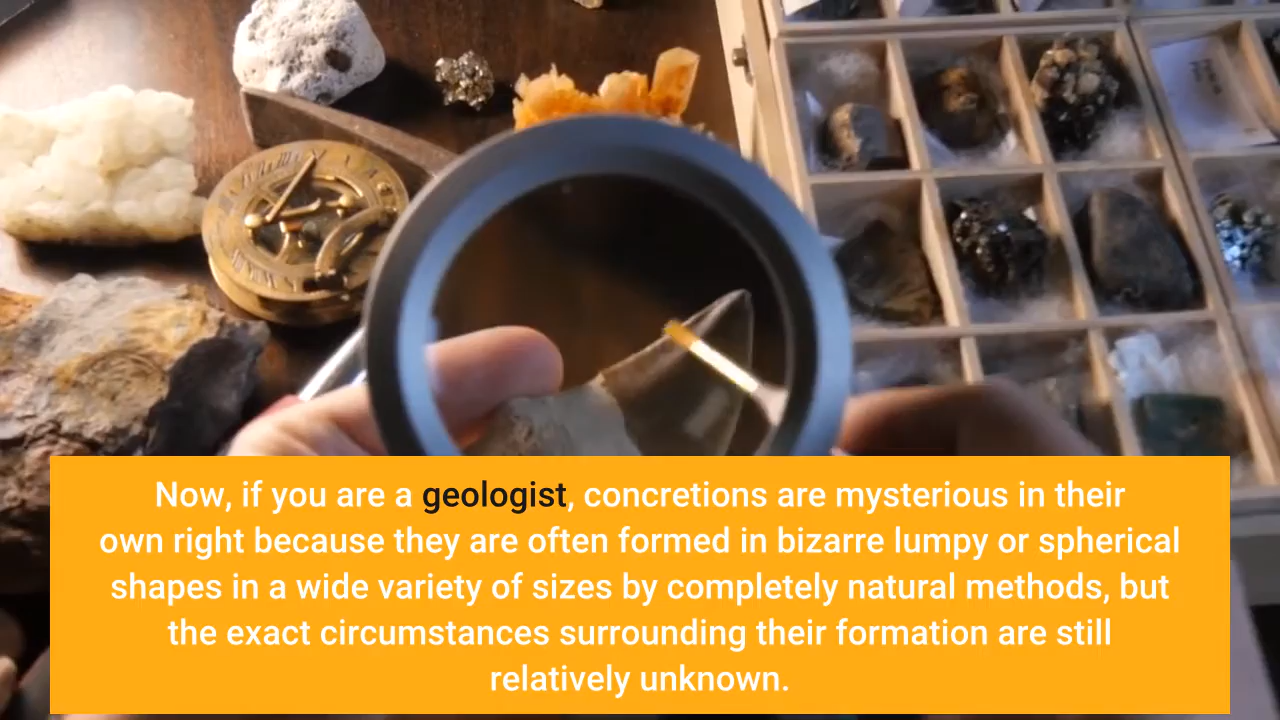 Now, if you are a geologist, concretions are mysterious in their
own right because they are often formed in bizarre lumpy or spherical
shapes in a wide variety of sizes by completely natural methods, but
the exact circumstances surrounding their formation are still
relatively unknown.